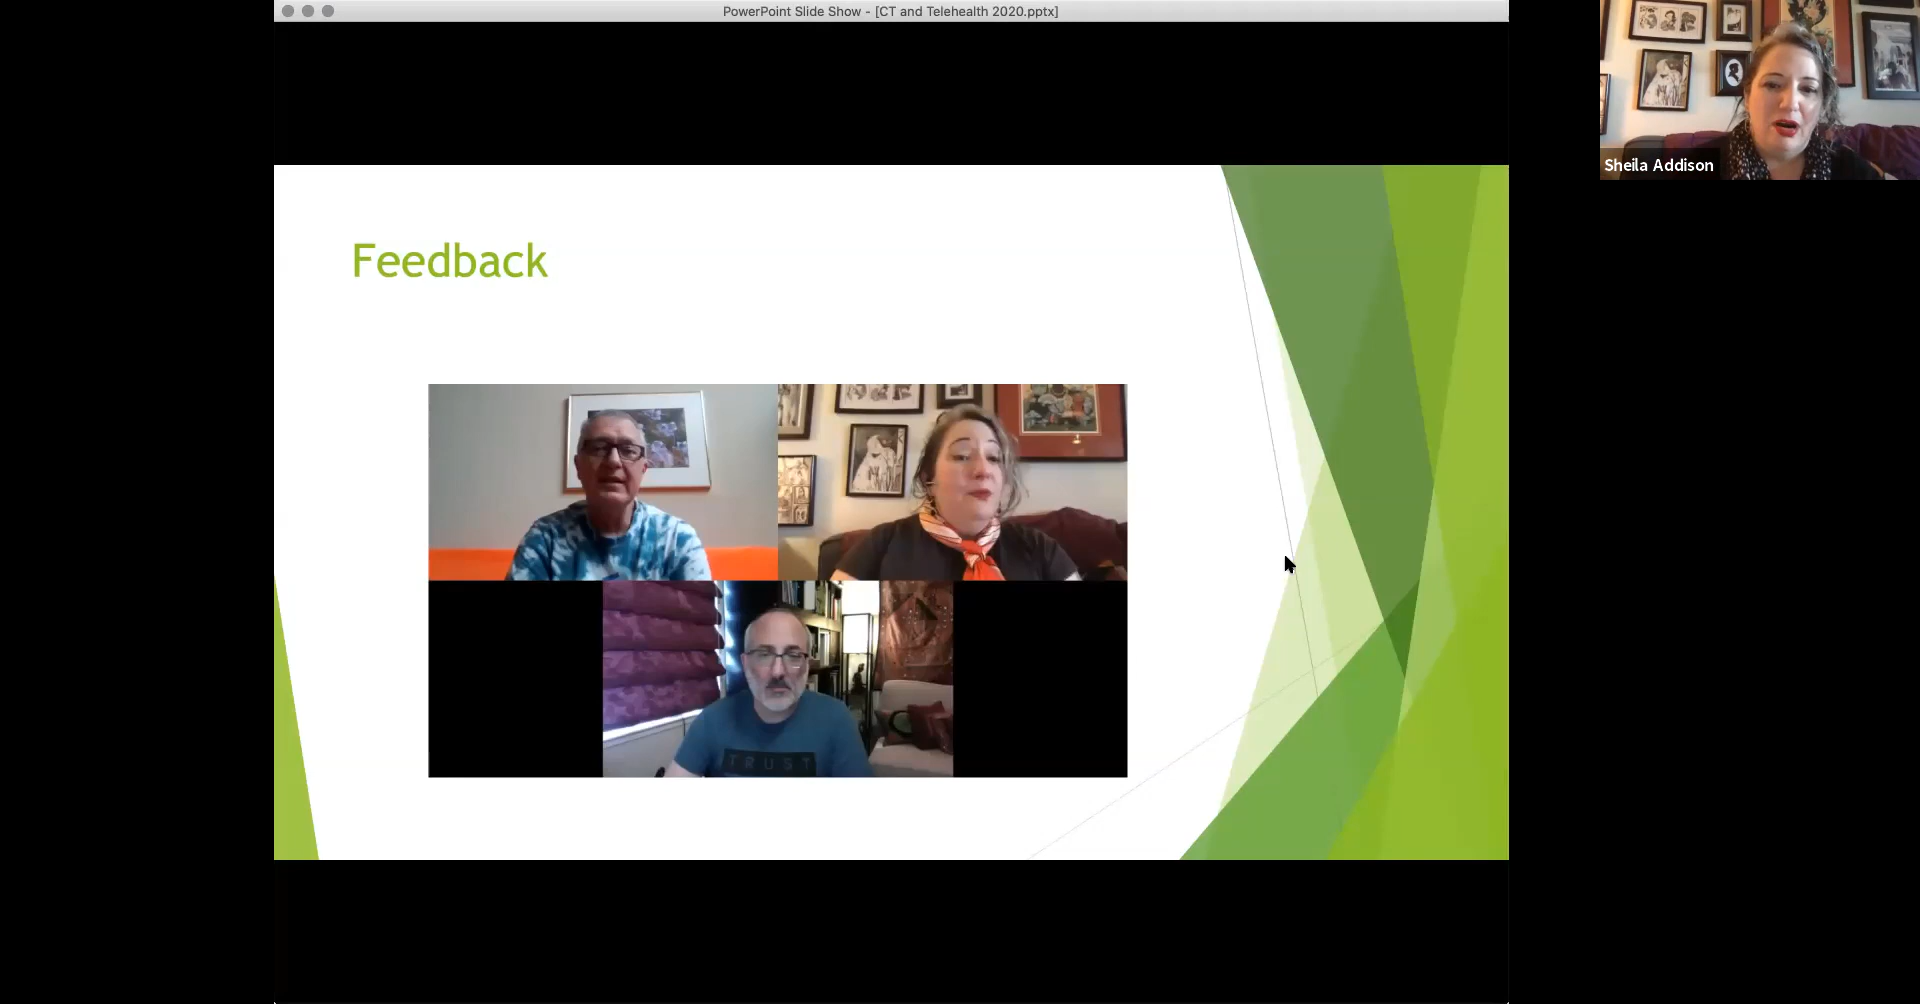 PowerPoint Slide Show - [CT and Telehealth 2020.pptx]
Sheila Addison
Feedback
TRUST